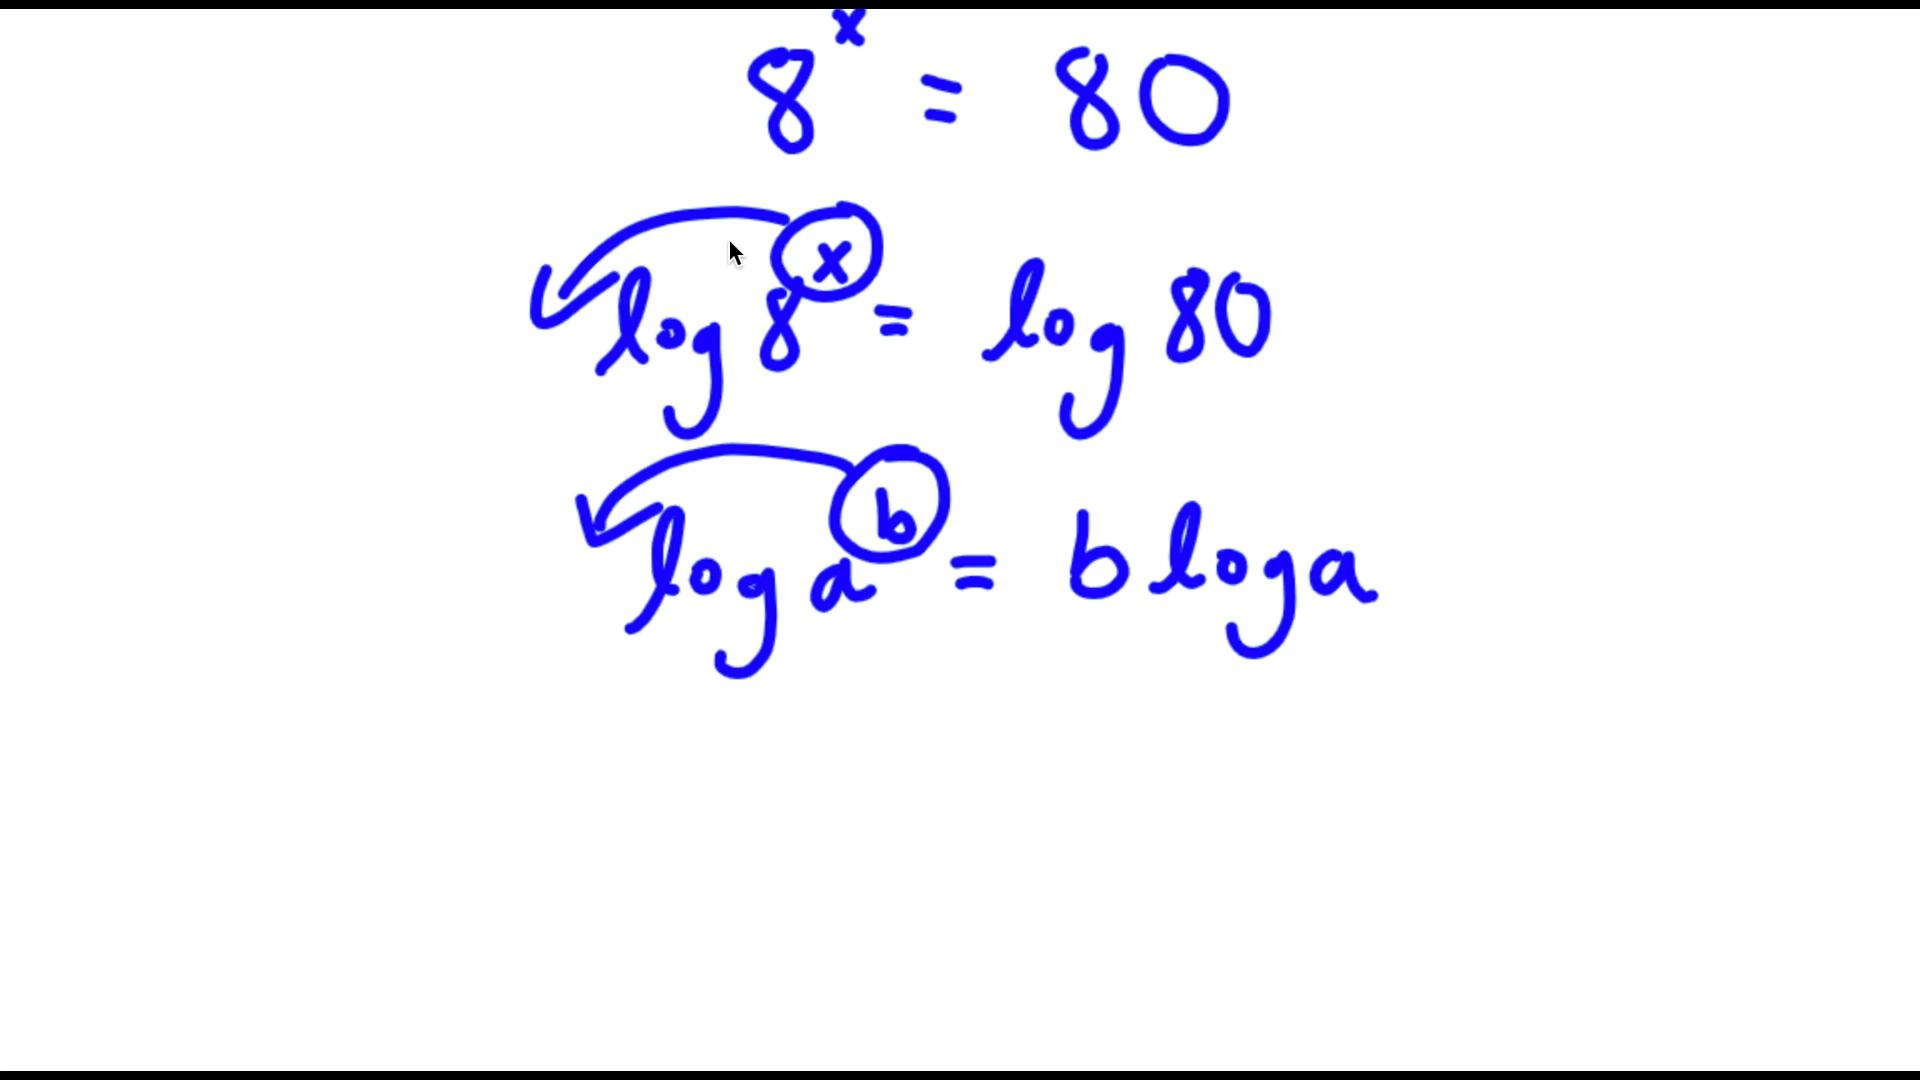 8^x = 80
log 8^x = log 80
log a^b = b log a